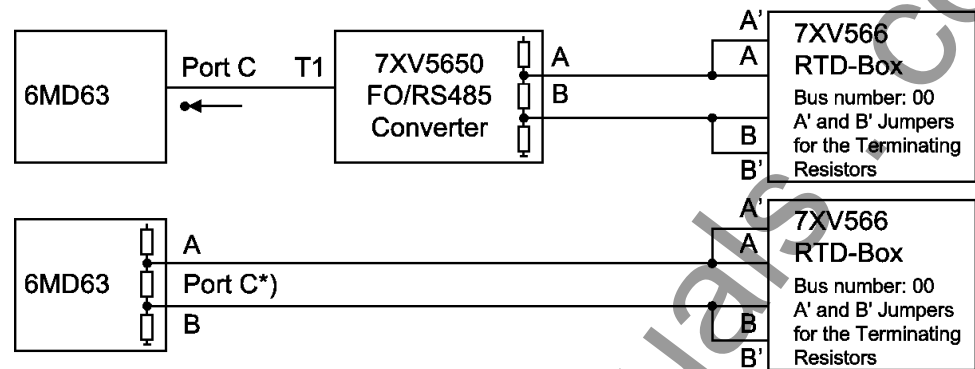 6MD63
Port C
T1
7XV5650
FO/RS485
Converter
A
B
A'
A
B
B'
7XV566
RTD-Box
Bus number: 00
A' and B' Jumpers
for the Terminating
Resistors
6MD63
A
Port C*)
B
A'
A
B
B'
7XV566
RTD-Box
Bus number: 00
A' and B' Jumpers
for the Terminating
Resistors